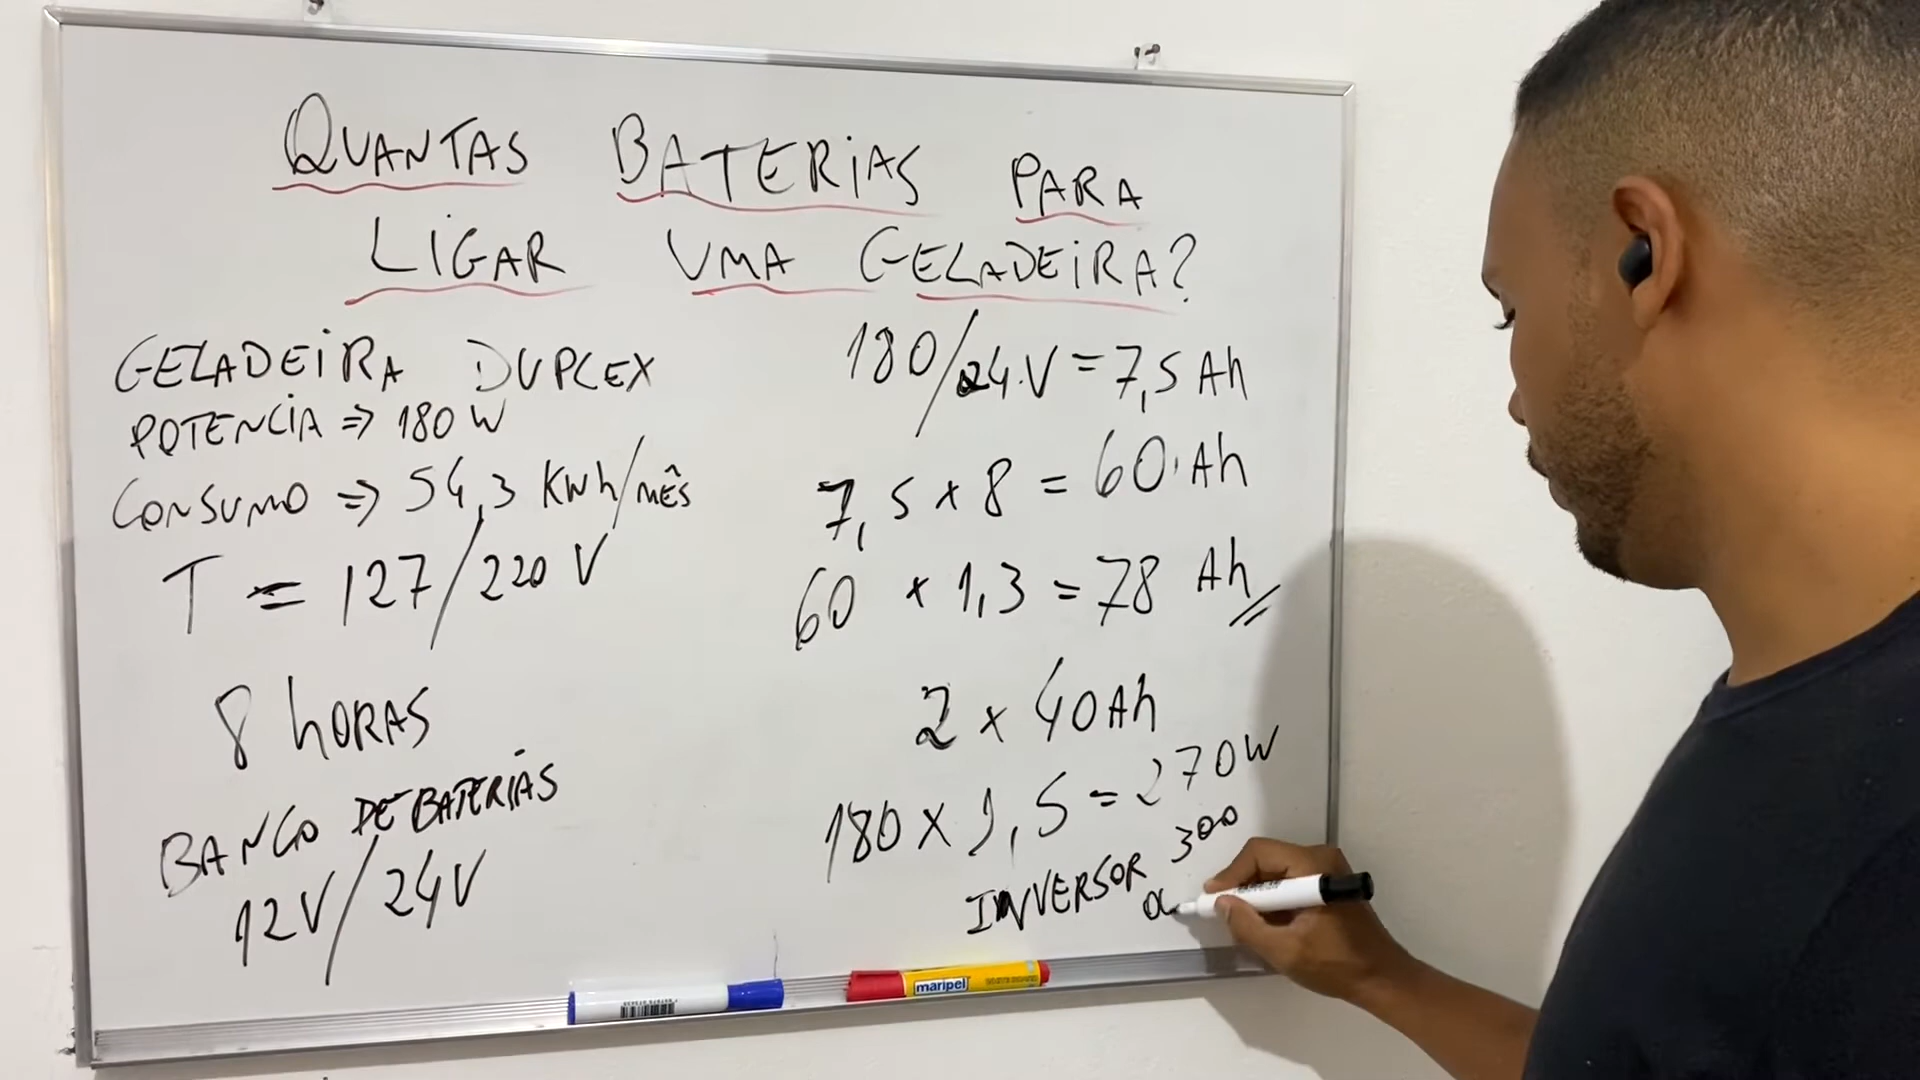 QUANTAS BATERIAS PARA
LIGAR UMA GELADEIRA?
GELADEIRA DUPLEX
POTENCIA => 180 W
CONSUMO => 54,3 KWh/MÊS
T = 127/220 V
8 hORAS
BANCO DE BATERIAS
12V/24V
180/24V = 7,5 Ah
7,5 x 8 = 60 Ah
60 x 1,3 = 78 Ah
2 x 40Ah
180 x 1,5 = 270W
INVERSOR 300
maripel